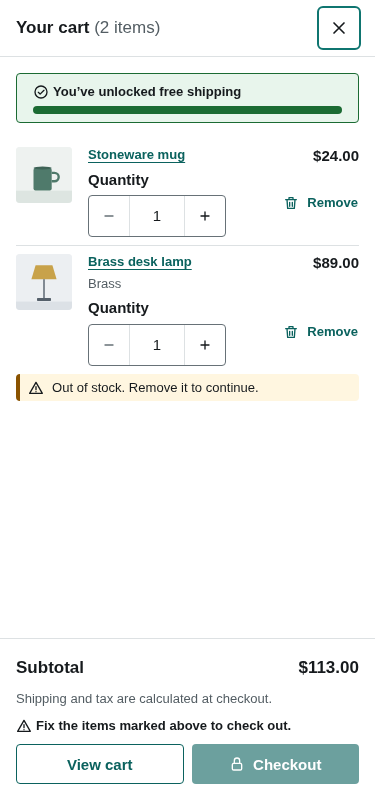 Your cart (2 items)
You've unlocked free shipping
Stoneware mug
$24.00
Quantity
1
Remove
Brass desk lamp
$89.00
Brass
Quantity
1
Remove
Out of stock. Remove it to continue.
Subtotal
$113.00
Shipping and tax are calculated at checkout.
Fix the items marked above to check out.
View cart
Checkout